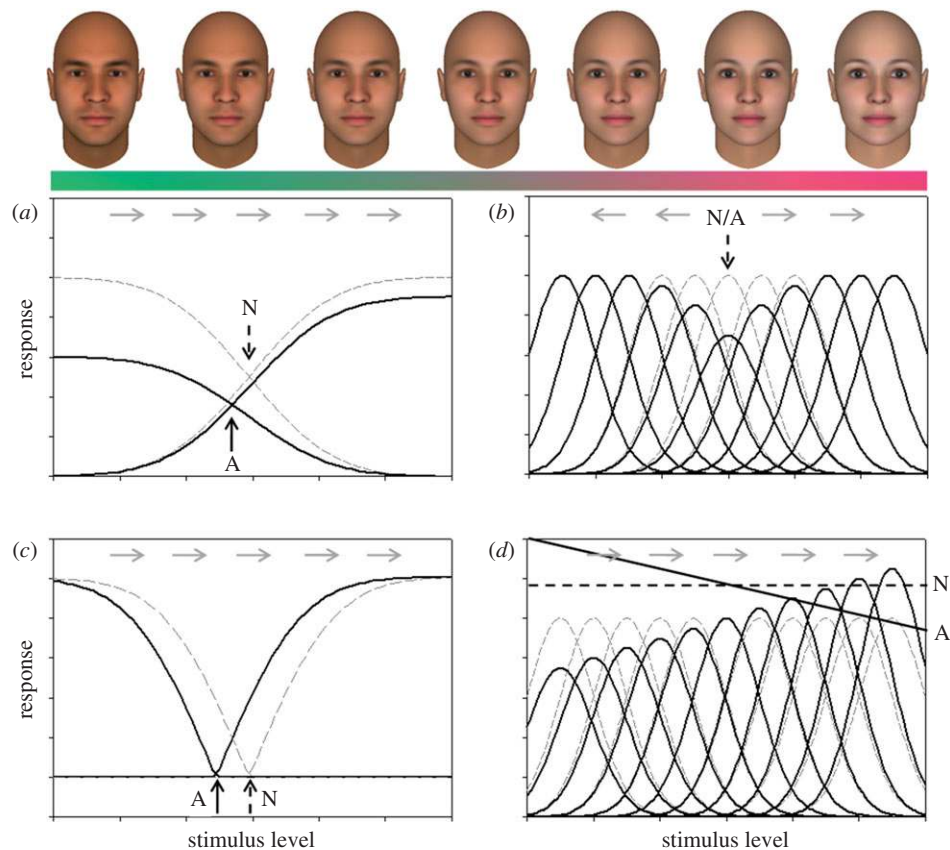 (a)
N
A
response
(b)
N/A
(c)
A
N
response
stimulus level
(d)
N
A
stimulus level